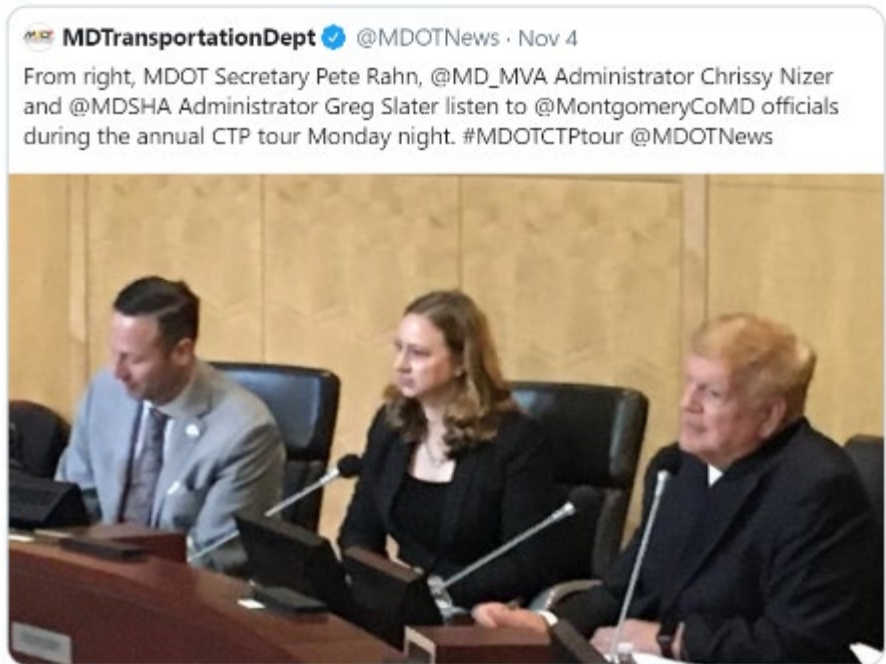 MDTransportationDept @MDOTNews · Nov 4
From right, MDOT Secretary Pete Rahn, @MD_MVA Administrator Chrissy Nizer
and @MDSHA Administrator Greg Slater listen to @MontgomeryCoMD officials
during the annual CTP tour Monday night. #MDOTCTPtour @MDOTNews